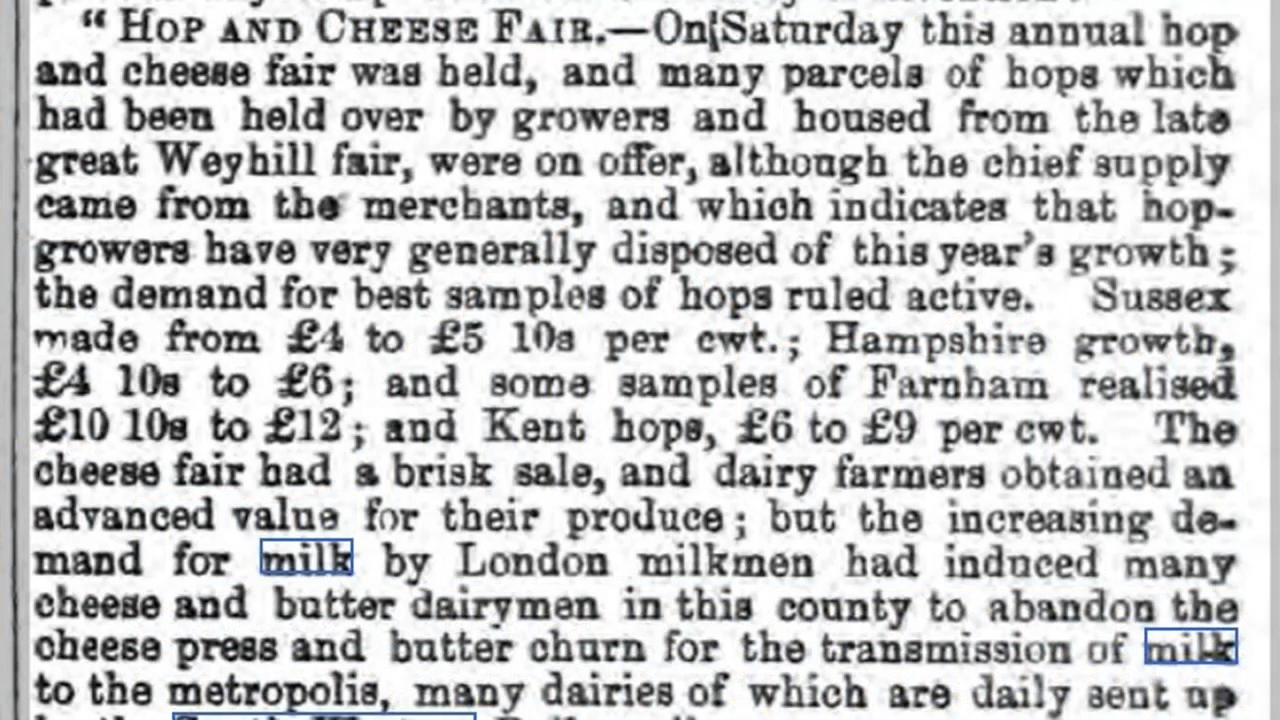 “ HOP AND CHEESE FAIR.—On Saturday this annual hop
and cheese fair was held, and many parcels of hops which
had been held over by growers and housed from the late
great Weyhill fair, were on offer, although the chief supply
came from the merchants, and which indicates that hop-
growers have very generally disposed of this year's growth ;
the demand for best samples of hops ruled active. Sussex
made from £4 to £5 10s per cwt. ; Hampshire growth,
£4 10s to £6 ; and some samples of Farnham realised
£10 10s to £12 ; and Kent hops, £6 to £9 per cwt. The
cheese fair had a brisk sale, and dairy farmers obtained an
advanced value for their produce ; but the increasing de-
mand for milk by London milkmen had induced many
cheese and butter dairymen in this county to abandon the
cheese press and butter churn for the transmission of milk
to the metropolis, many dairies of which are daily sent up